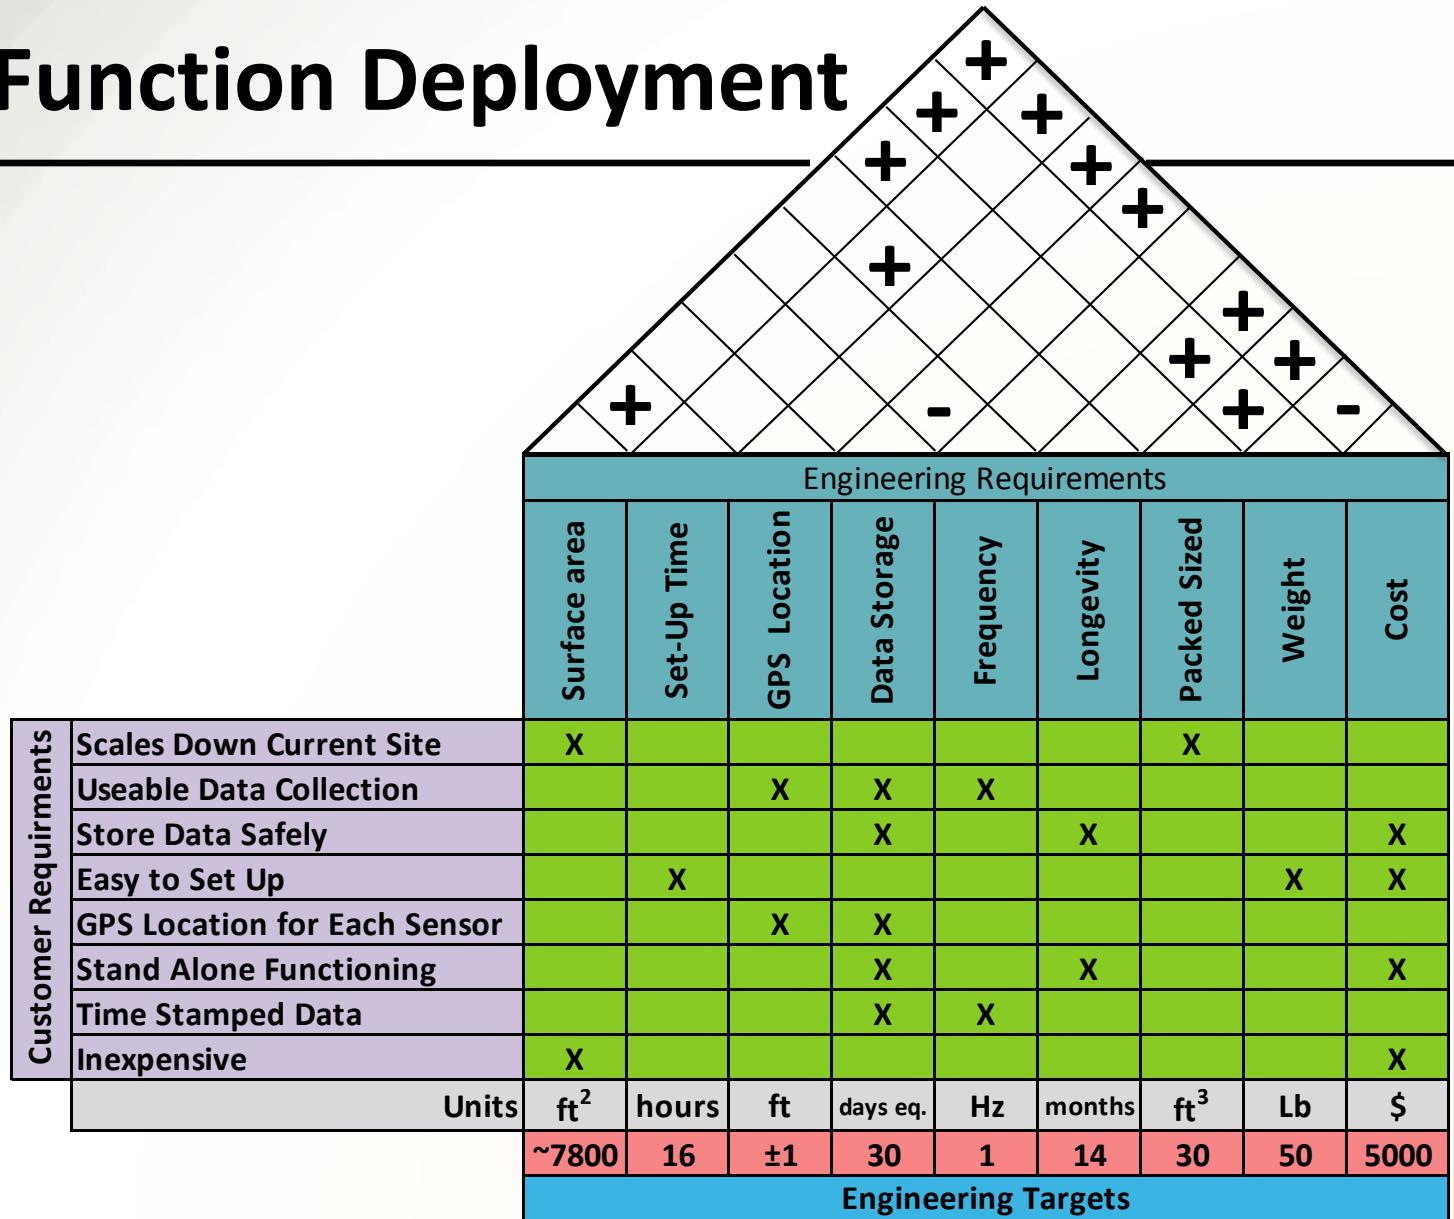 Function Deployment
+
+ +
+ +
+
+
+
+ +
+ - + -
Engineering Requirements
Surface area Set-Up Time GPS Location Data Storage Frequency Longevity Packed Sized Weight Cost
Customer Requirments
Scales Down Current Site X X
Useable Data Collection X X X
Store Data Safely X X X
Easy to Set Up X X X
GPS Location for Each Sensor X X
Stand Alone Functioning X X X
Time Stamped Data X X
Inexpensive X X
Units ft² hours ft days eq. Hz months ft³ Lb $
~7800 16 ±1 30 1 14 30 50 5000
Engineering Targets